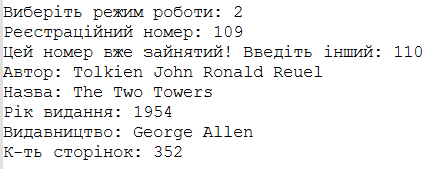 Виберіть режим роботи: 2
Реєстраційний номер: 109
Цей номер вже зайнятий! Введіть інший: 110
Автор: Tolkien John Ronald Reuel
Назва: The Two Towers
Рік видання: 1954
Видавництво: George Allen
К-ть сторінок: 352